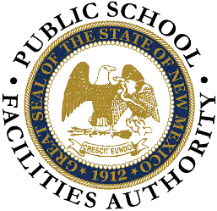 • PUBLIC SCHOOL •
FACILITIES AUTHORITY
GREAT SEAL OF THE STATE OF NEW MEXICO
CRESCIT EUNDO
• 1912 •